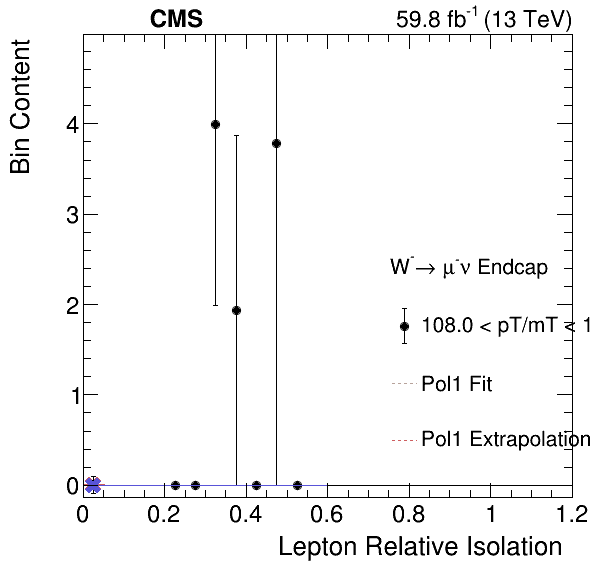 CMS 59.8 fb-1 (13 TeV)
Bin Content
4
3
2
1
0
W- → μ-ν Endcap
108.0 < pT/mT < 1
Pol1 Fit
Pol1 Extrapolation
0 0.2 0.4 0.6 0.8 1 1.2
Lepton Relative Isolation